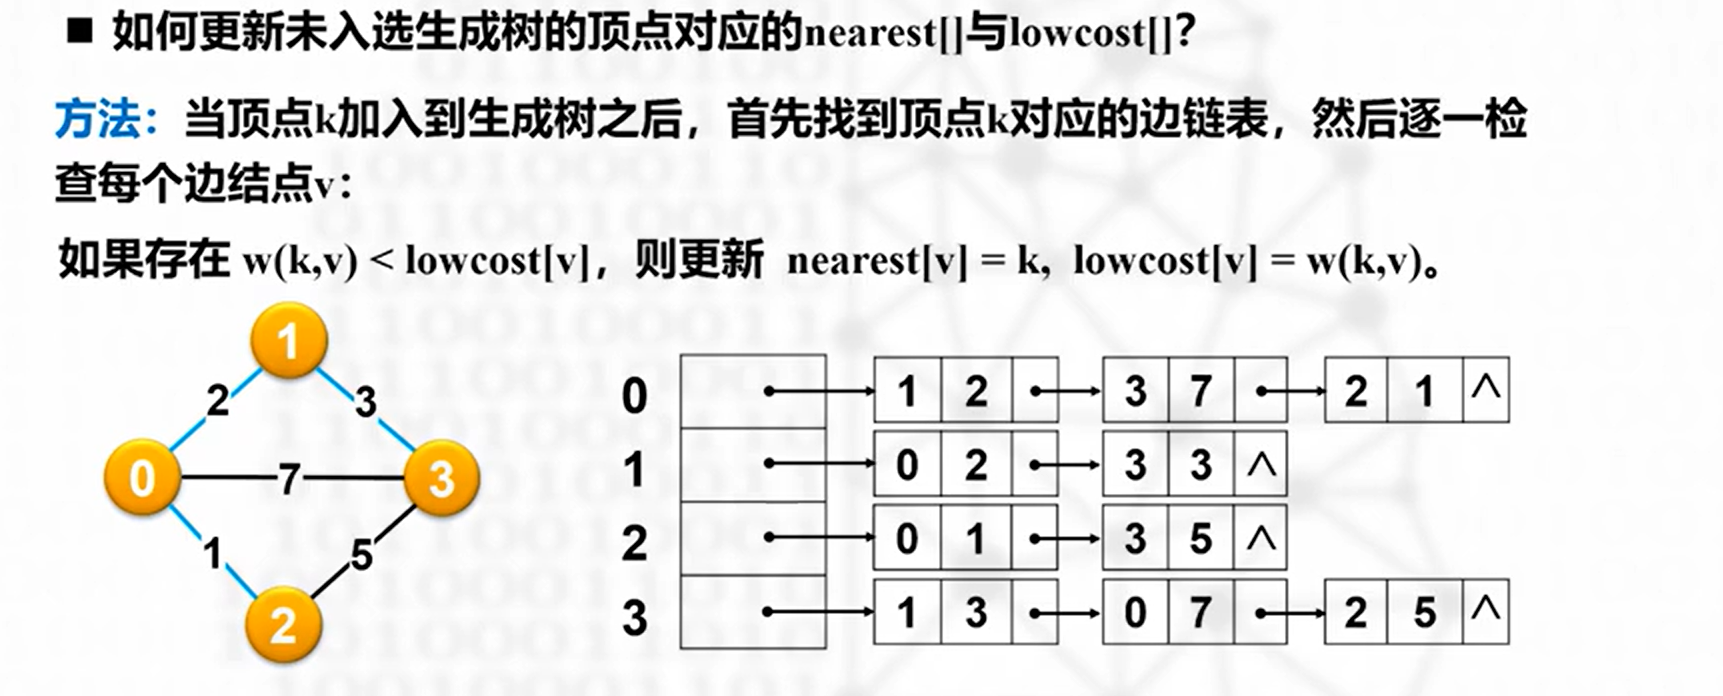 ■ 如何更新未入选生成树的顶点对应的nearest[]与lowcost[]?
方法：当顶点k加入到生成树之后，首先找到顶点k对应的边链表，然后逐一检
查每个边结点v：
如果存在 w(k,v) < lowcost[v]，则更新 nearest[v] = k, lowcost[v] = w(k,v)。
1
2 3
0 7 3
1 5
2
0 1 2 3 7 2 1 ∧
1 0 2 3 3 ∧
2 0 1 3 5 ∧
3 1 3 0 7 2 5 ∧